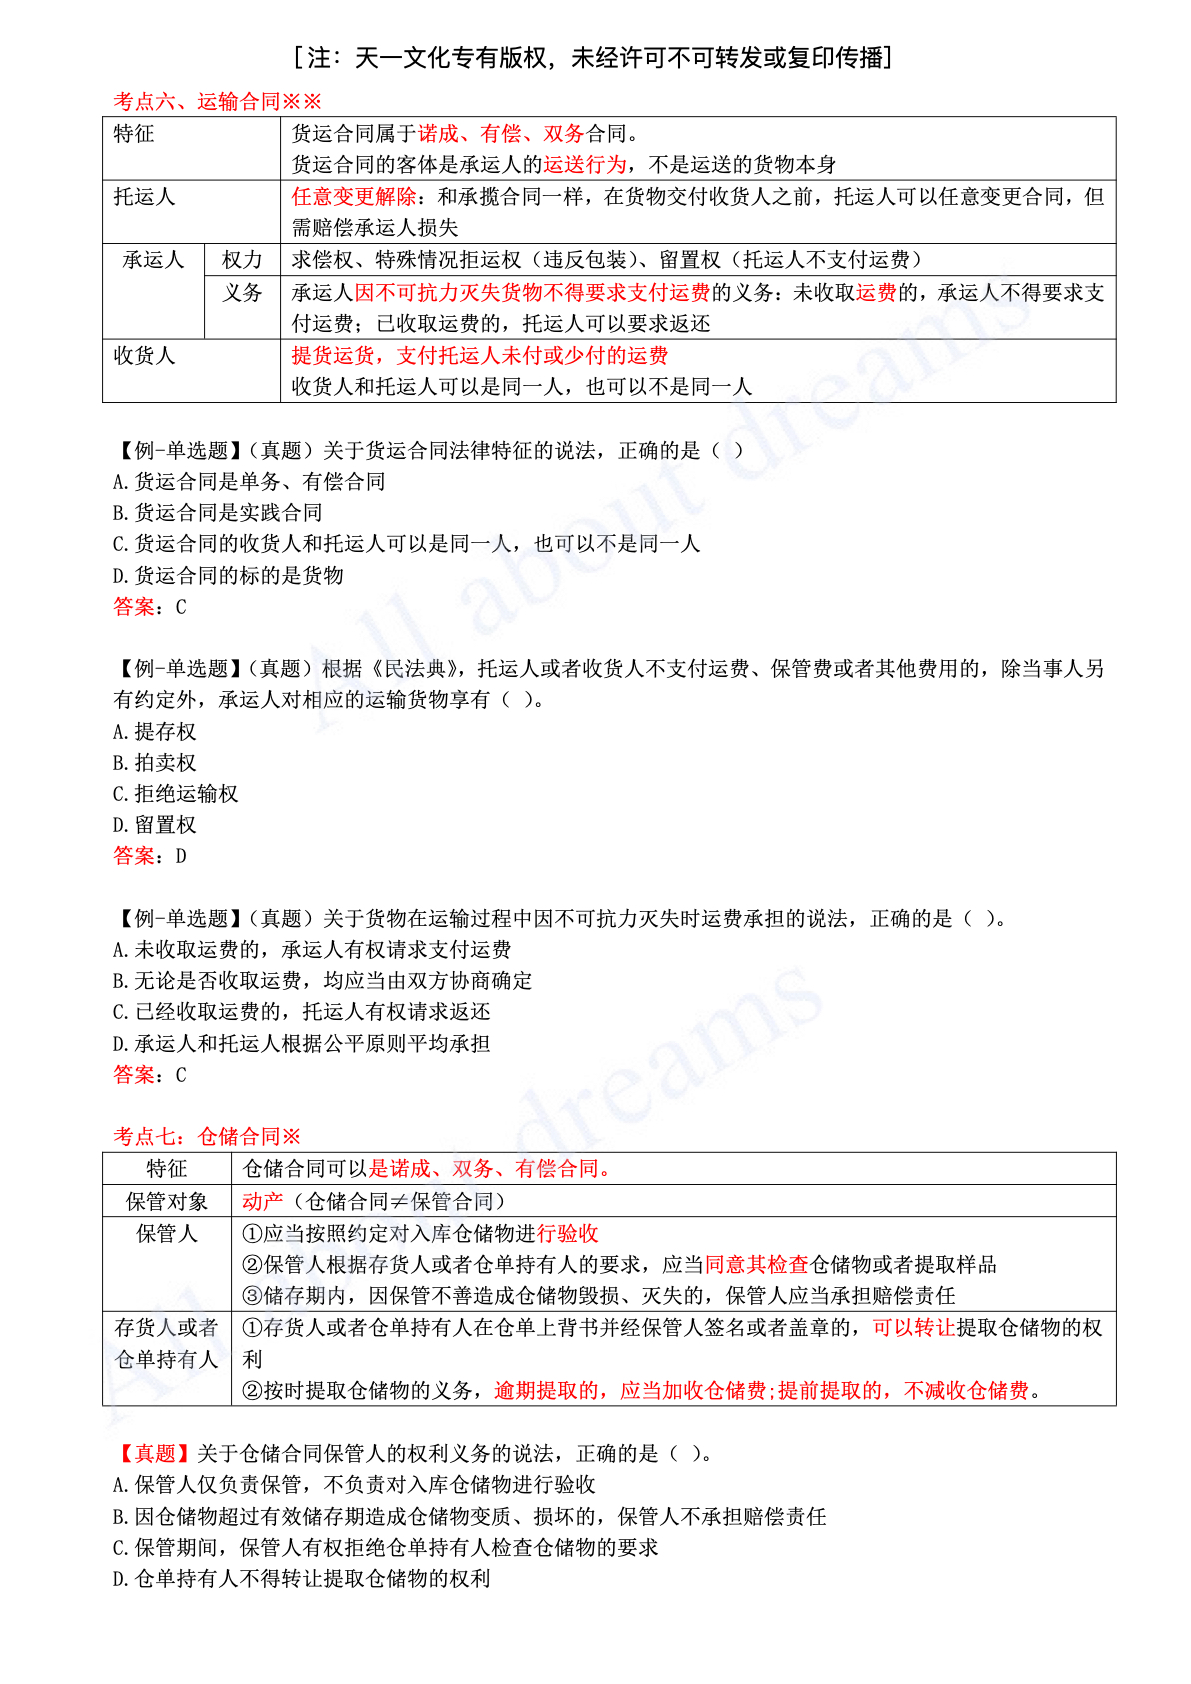 [注：天一文化专有版权，未经许可不可转发或复印传播]
考点六、运输合同※※
特征
货运合同属于诺成、有偿、双务合同。
货运合同的客体是承运人的运送行为，不是运送的货物本身
托运人
任意变更解除：和承揽合同一样，在货物交付收货人之前，托运人可以任意变更合同，但
需赔偿承运人损失
承运人
权力
求偿权、特殊情况拒运权（违反包装）、留置权（托运人不支付运费）
义务
承运人因不可抗力灭失货物不得要求支付运费的义务：未收取运费的，承运人不得要求支
付运费；已收取运费的，托运人可以要求返还
收货人
提货运货，支付托运人未付或少付的运费
收货人和托运人可以是同一人，也可以不是同一人
【例-单选题】（真题）关于货运合同法律特征的说法，正确的是（ ）
A.货运合同是单务、有偿合同
B.货运合同是实践合同
C.货运合同的收货人和托运人可以是同一人，也可以不是同一人
D.货运合同的标的是货物
答案：C
【例-单选题】（真题）根据《民法典》，托运人或者收货人不支付运费、保管费或者其他费用的，除当事人另
有约定外，承运人对相应的运输货物享有（ ）。
A.提存权
B.拍卖权
C.拒绝运输权
D.留置权
答案：D
【例-单选题】（真题）关于货物在运输过程中因不可抗力灭失时运费承担的说法，正确的是（ ）。
A.未收取运费的，承运人有权请求支付运费
B.无论是否收取运费，均应当由双方协商确定
C.已经收取运费的，托运人有权请求返还
D.承运人和托运人根据公平原则平均承担
答案：C
考点七：仓储合同※
特征
仓储合同可以是诺成、双务、有偿合同。
保管对象
动产（仓储合同≠保管合同）
保管人
①应当按照约定对入库仓储物进行验收
②保管人根据存货人或者仓单持有人的要求，应当同意其检查仓储物或者提取样品
③储存期内，因保管不善造成仓储物毁损、灭失的，保管人应当承担赔偿责任
存货人或者
仓单持有人
①存货人或者仓单持有人在仓单上背书并经保管人签名或者盖章的，可以转让提取仓储物的权
利
②按时提取仓储物的义务，逾期提取的，应当加收仓储费;提前提取的，不减收仓储费。
【真题】关于仓储合同保管人的权利义务的说法，正确的是（ ）。
A.保管人仅负责保管，不负责对入库仓储物进行验收
B.因仓储物超过有效储存期造成仓储物变质、损坏的，保管人不承担赔偿责任
C.保管期间，保管人有权拒绝仓单持有人检查仓储物的要求
D.仓单持有人不得转让提取仓储物的权利
All about dreams
All about dreams